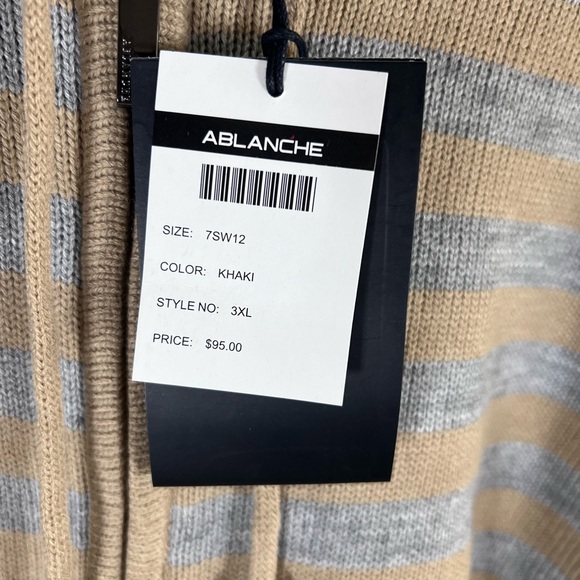 ABLANCHE
SIZE: 7SW12
COLOR: KHAKI
STYLE NO: 3XL
PRICE: $95.00